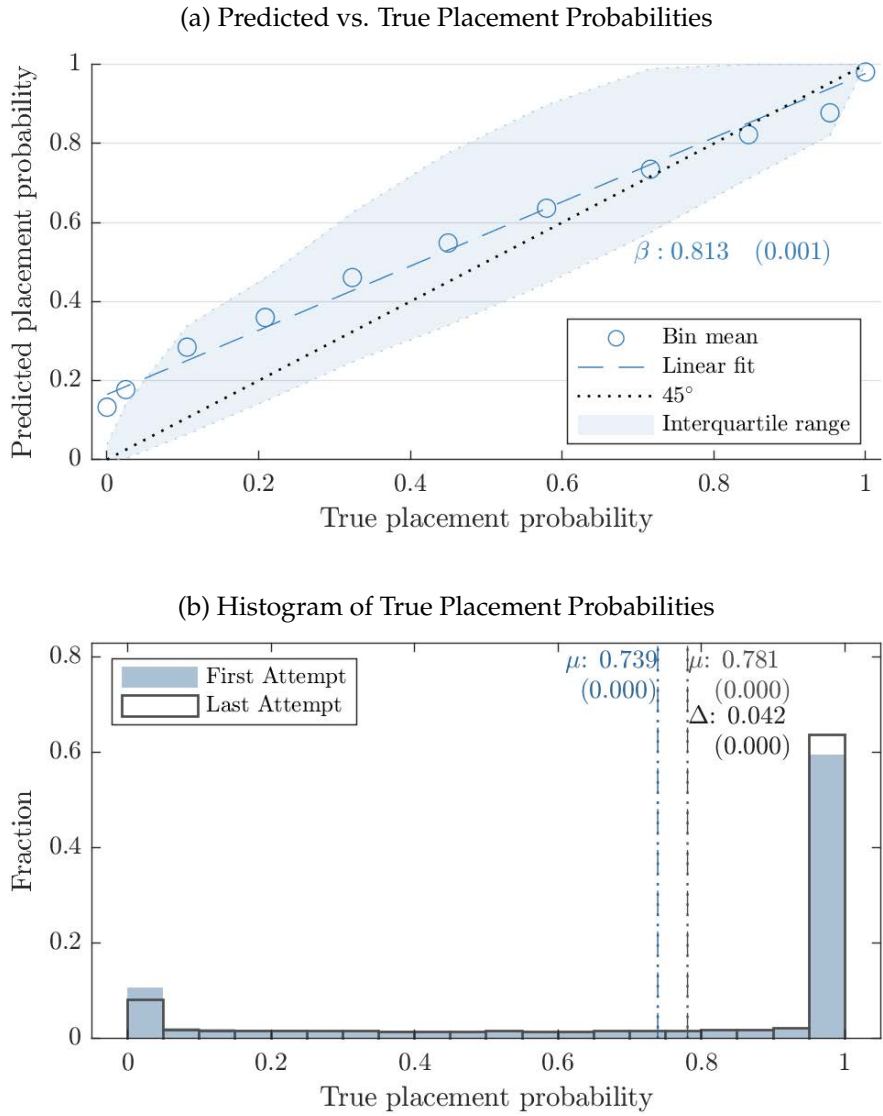 (a) Predicted vs. True Placement Probabilities
1
0.8
0.6
0.4
0.2
0
Predicted placement probability
β : 0.813 (0.001)
Bin mean
Linear fit
45°
Interquartile range
0 0.2 0.4 0.6 0.8 1
True placement probability
(b) Histogram of True Placement Probabilities
0.8
0.6
0.4
0.2
0
Fraction
First Attempt
Last Attempt
μ: 0.739
(0.000)
μ: 0.781
(0.000)
Δ: 0.042
(0.000)
0 0.2 0.4 0.6 0.8 1
True placement probability